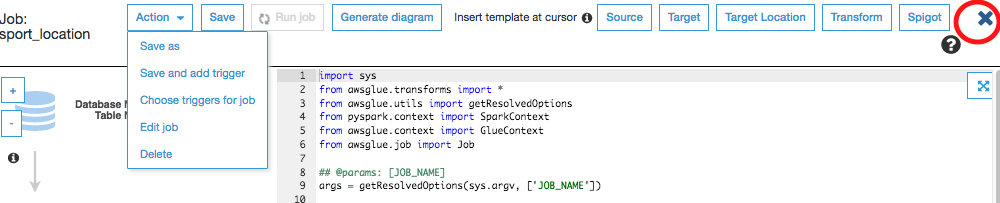 Job:
sport_location
Action Save Run job Generate diagram Insert template at cursor Source Target Target Location Transform Spigot
?
Save as
Save and add trigger
Choose triggers for job
Edit job
Delete
+
-
Database
Table
1 import sys
2 from awsglue.transforms import *
3 from awsglue.utils import getResolvedOptions
4 from pyspark.context import SparkContext
5 from awsglue.context import GlueContext
6 from awsglue.job import Job
7
8 ## @params: [JOB_NAME]
9 args = getResolvedOptions(sys.argv, ['JOB_NAME'])
10